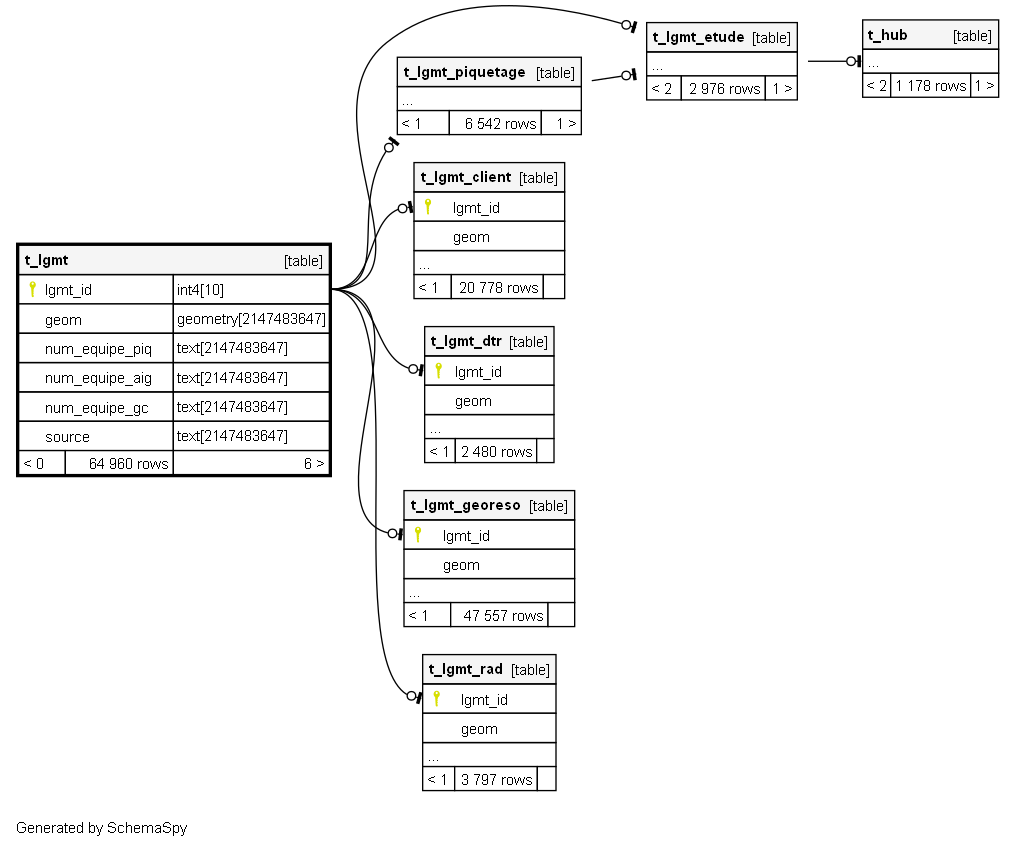 t_lgmt_etude [table]
...
< 2 2 976 rows 1 >
t_hub [table]
...
< 2 1 178 rows 1 >
t_lgmt_piquetage [table]
...
< 1 6 542 rows 1 >
t_lgmt_client [table]
lgmt_id
geom
...
< 1 20 778 rows
t_lgmt [table]
lgmt_id int4[10]
geom geometry[2147483647]
num_equipe_piq text[2147483647]
num_equipe_aig text[2147483647]
num_equipe_gc text[2147483647]
source text[2147483647]
< 0 64 960 rows 6 >
t_lgmt_dtr [table]
lgmt_id
geom
...
< 1 2 480 rows
t_lgmt_georeso [table]
lgmt_id
geom
...
< 1 47 557 rows
t_lgmt_rad [table]
lgmt_id
geom
...
< 1 3 797 rows
Generated by SchemaSpy